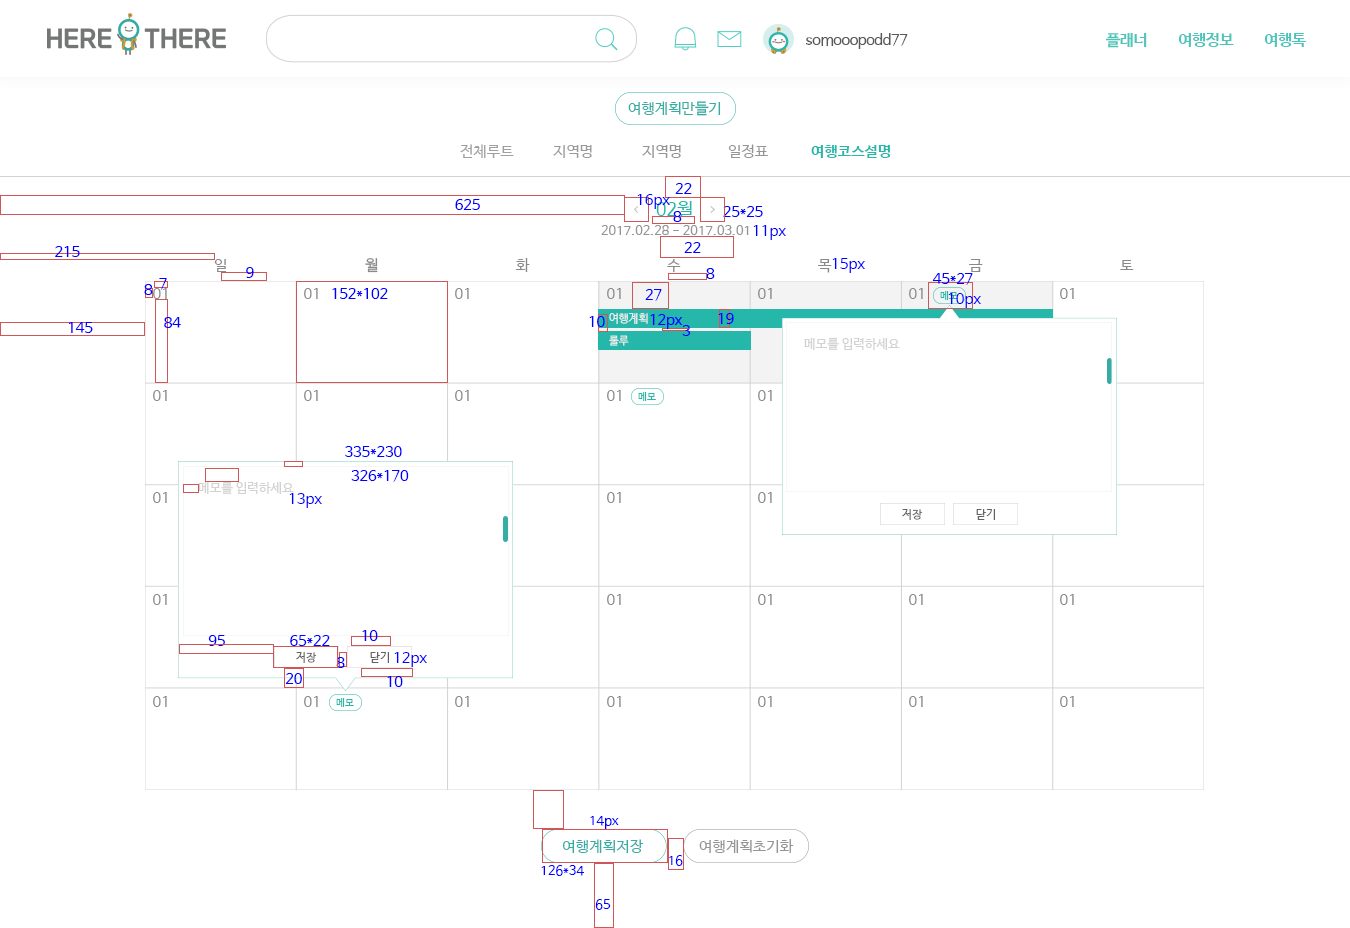 HERE THERE
somooopodd77
플래너
여행정보
여행톡
여행계획만들기
전체루트
지역명
지역명
일정표
여행코스설명
22
625
16px
02월
25*25
8
2017.02.28 - 2017.03.01
11px
22
215
일
월
화
수
목
15px
금
토
9
8
45*27
8
7
01
01
152*102
01
01
27
01
01
메모
10px
01
84
145
10
여행계획
12px
19
3
룰루
메모를 입력하세요
01
01
01
01
메모
01
335*230
326*170
메모를 입력하세요
13px
01
01
01
저장
닫기
01
01
01
01
01
95
65*22
10
저장
8
닫기
12px
20
10
01
01
메모
01
01
01
01
01
14px
여행계획저장
16
여행계획초기화
126*34
65